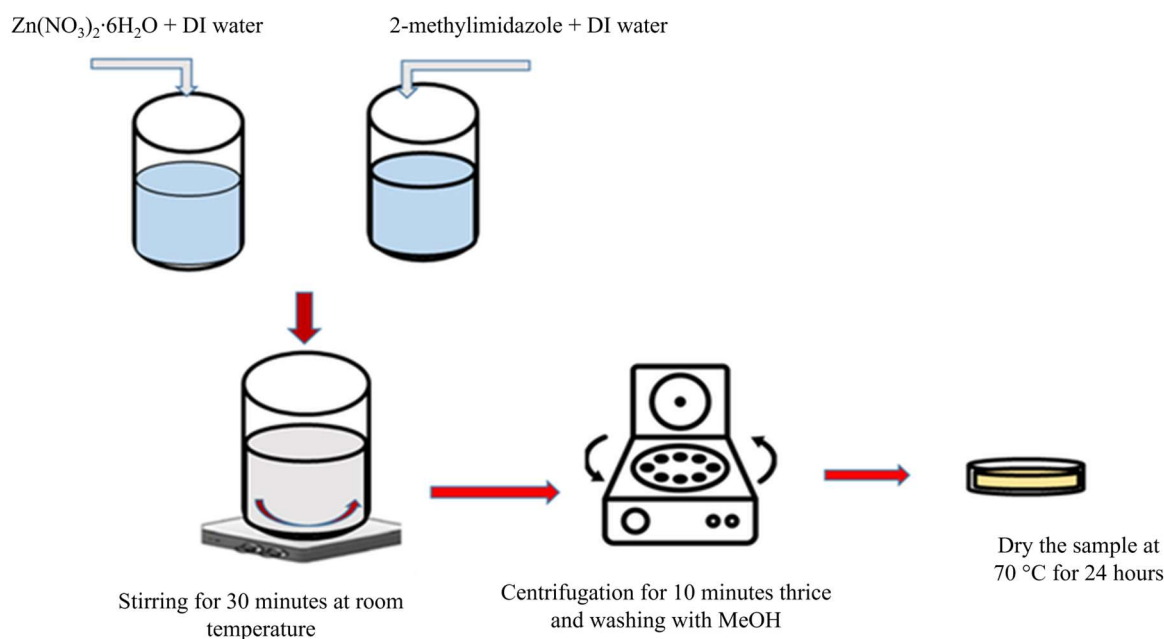 Zn(NO₃)₂·6H₂O + DI water
2-methylimidazole + DI water
Stirring for 30 minutes at room
temperature
Centrifugation for 10 minutes thrice
and washing with MeOH
Dry the sample at
70 °C for 24 hours